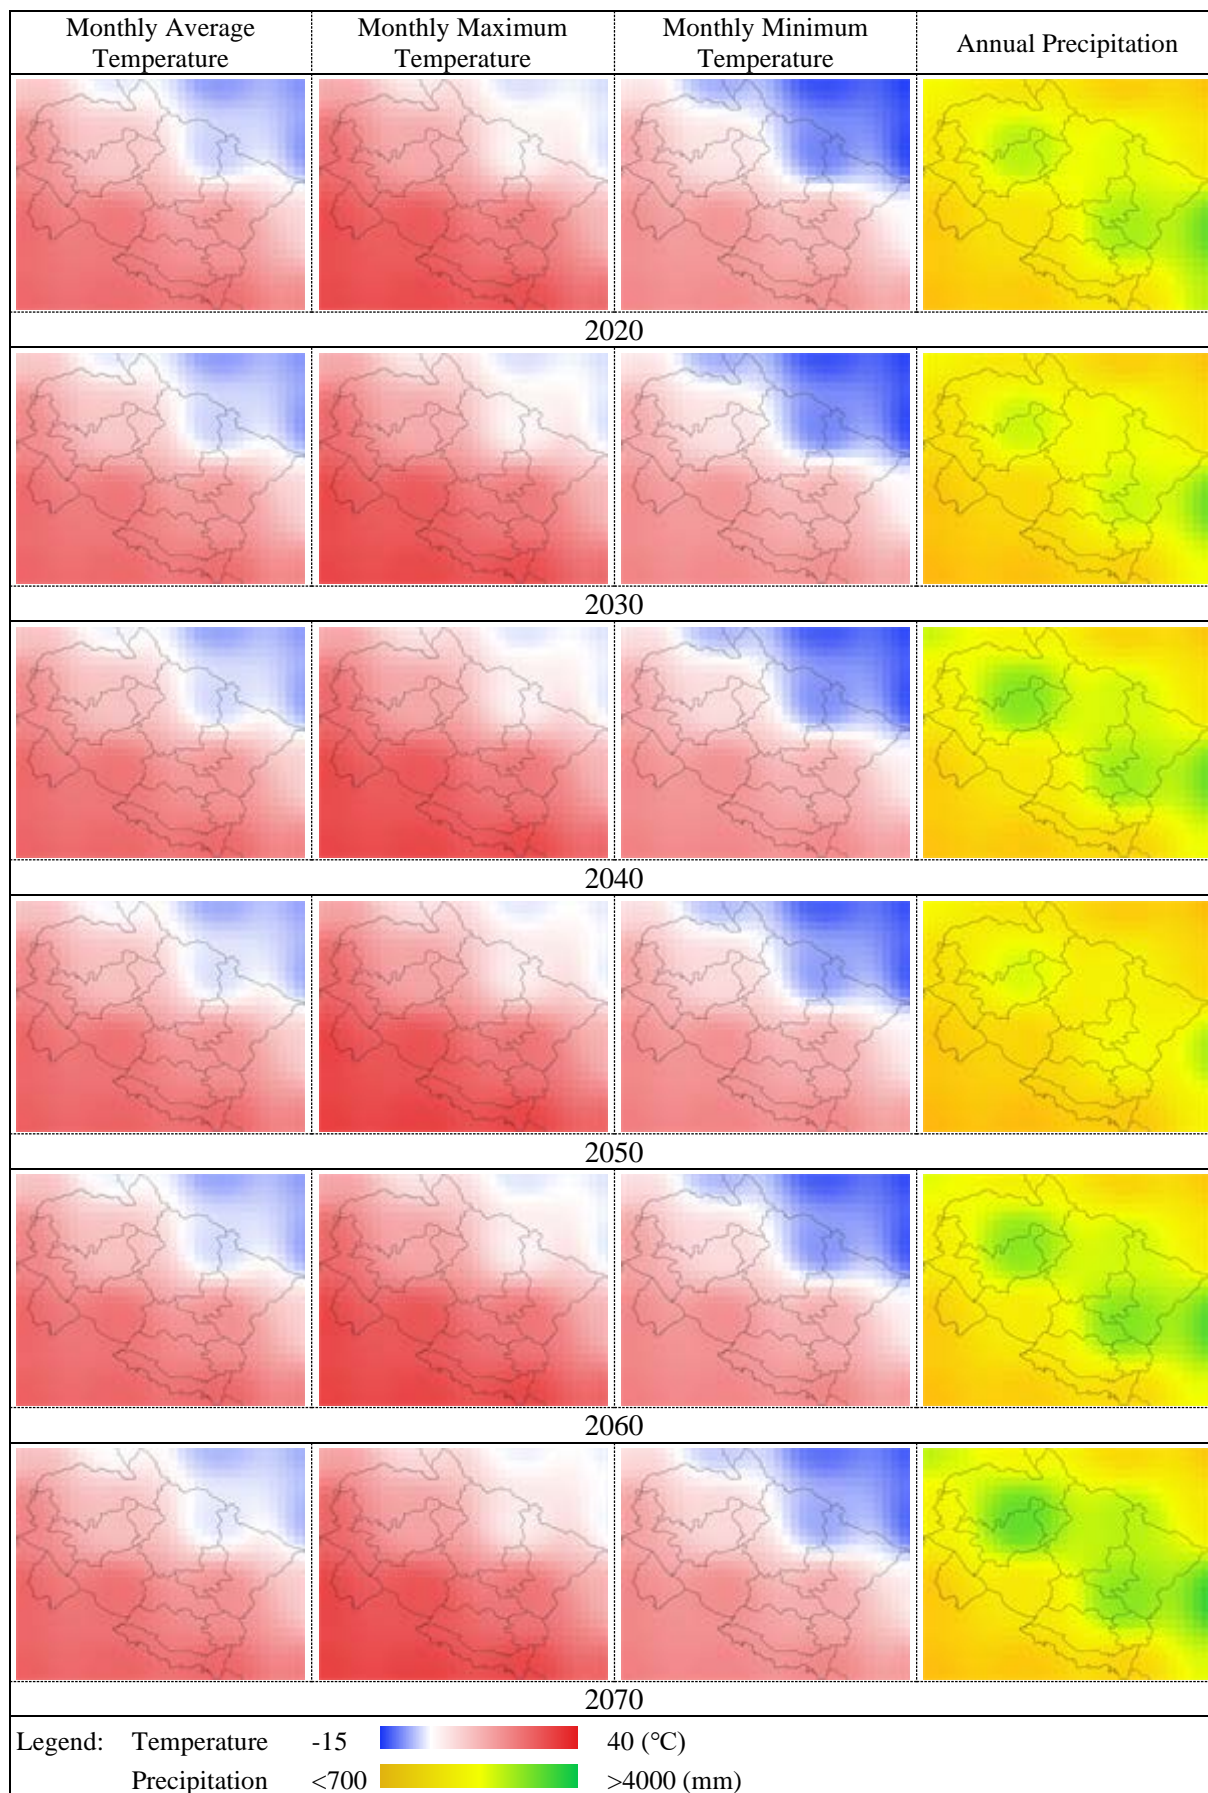 Monthly Average Temperature
Monthly Maximum Temperature
Monthly Minimum Temperature
Annual Precipitation
2020
2030
2040
2050
2060
2070
Legend: Temperature -15 40 (°C)
Precipitation <700 >4000 (mm)